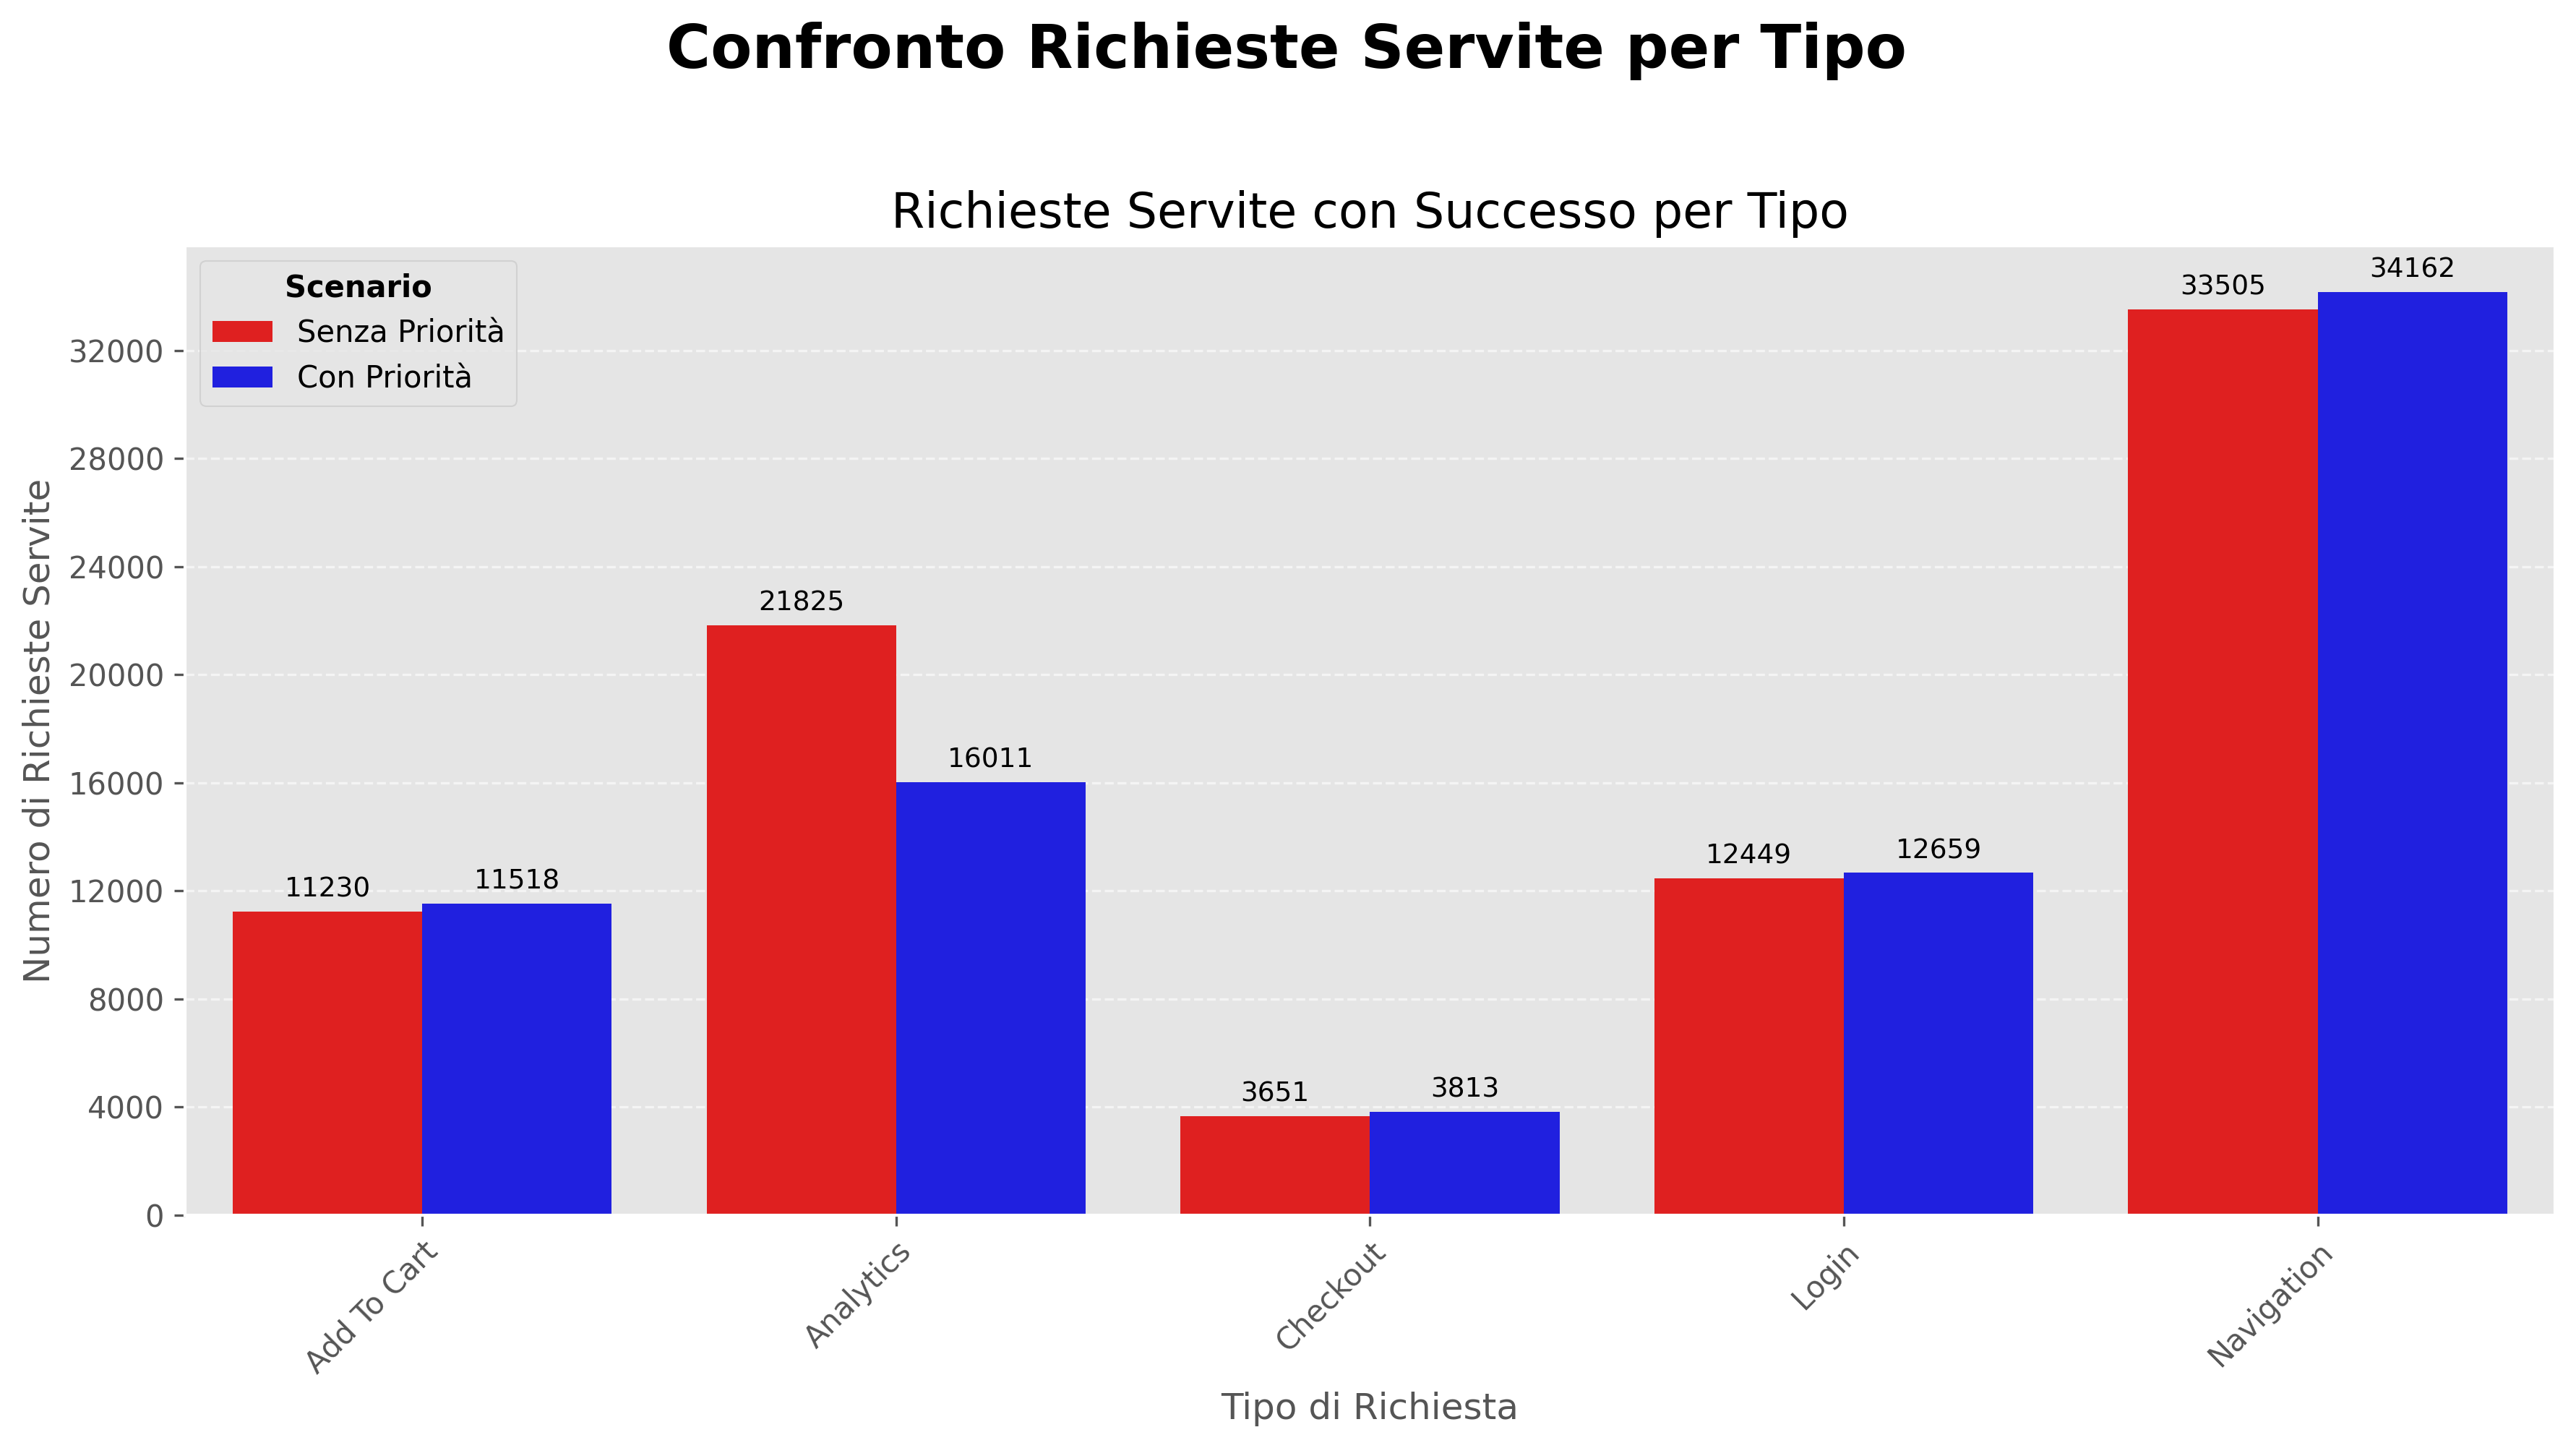 Confronto Richieste Servite per Tipo
Richieste Servite con Successo per Tipo
Scenario
Senza Priorità
Con Priorità
Numero di Richieste Servite
32000
28000
24000
20000
16000
12000
8000
4000
0
11230
11518
21825
16011
3651
3813
12449
12659
33505
34162
Add To Cart
Analytics
Checkout
Login
Navigation
Tipo di Richiesta